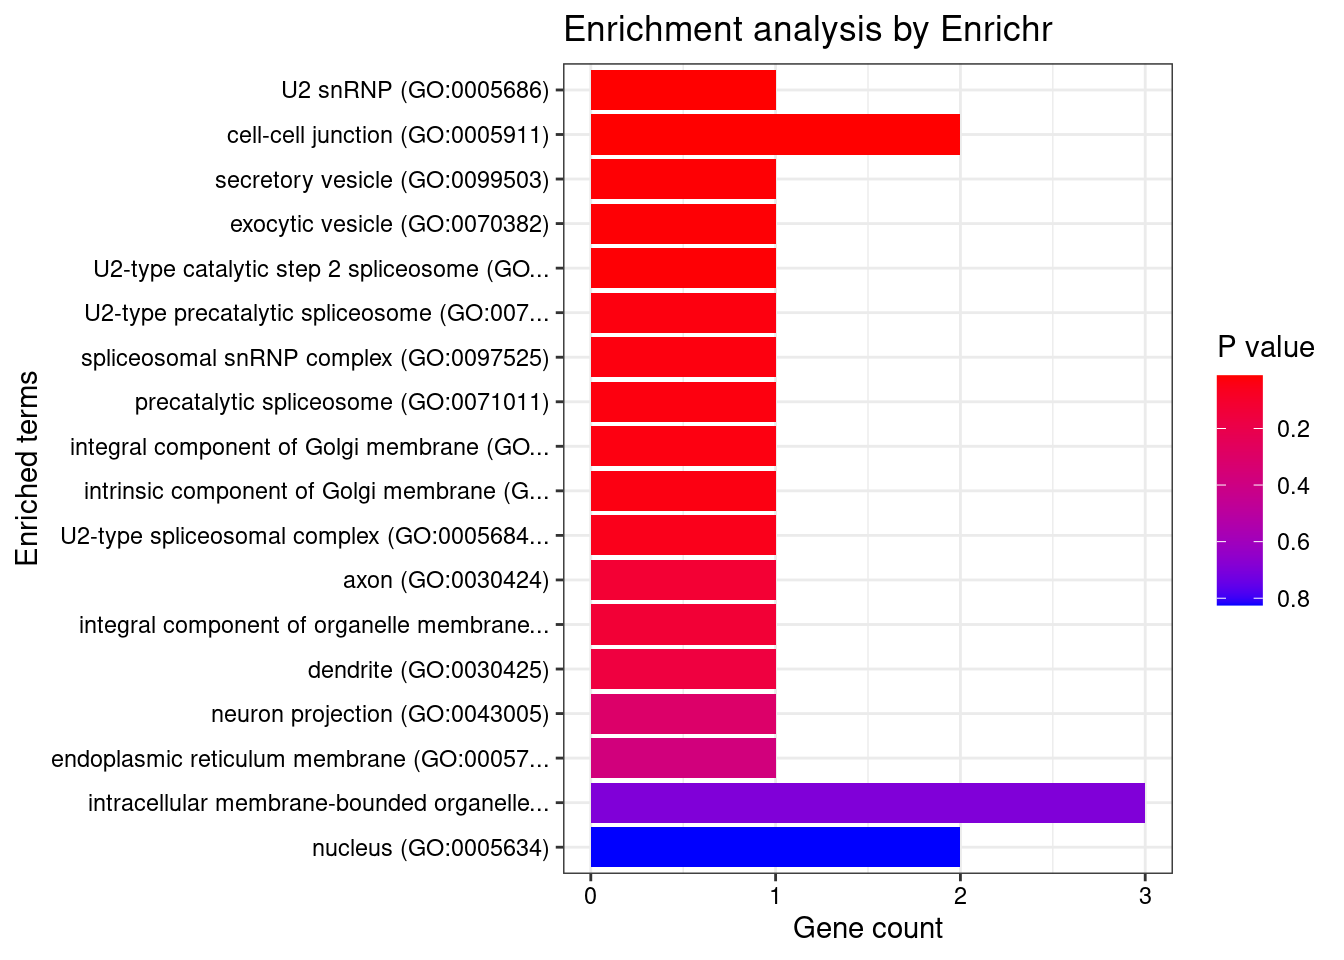 Enrichment analysis by Enrichr
U2 snRNP (GO:0005686)
cell-cell junction (GO:0005911)
secretory vesicle (GO:0099503)
exocytic vesicle (GO:0070382)
U2-type catalytic step 2 spliceosome (GO...
U2-type precatalytic spliceosome (GO:007...
spliceosomal snRNP complex (GO:0097525)
precatalytic spliceosome (GO:0071011)
integral component of Golgi membrane (GO...
intrinsic component of Golgi membrane (G...
U2-type spliceosomal complex (GO:0005684...
axon (GO:0030424)
integral component of organelle membrane...
dendrite (GO:0030425)
neuron projection (GO:0043005)
endoplasmic reticulum membrane (GO:00057...
intracellular membrane-bounded organelle...
nucleus (GO:0005634)
Enriched terms
0 1 2 3
Gene count
P value
0.2
0.4
0.6
0.8